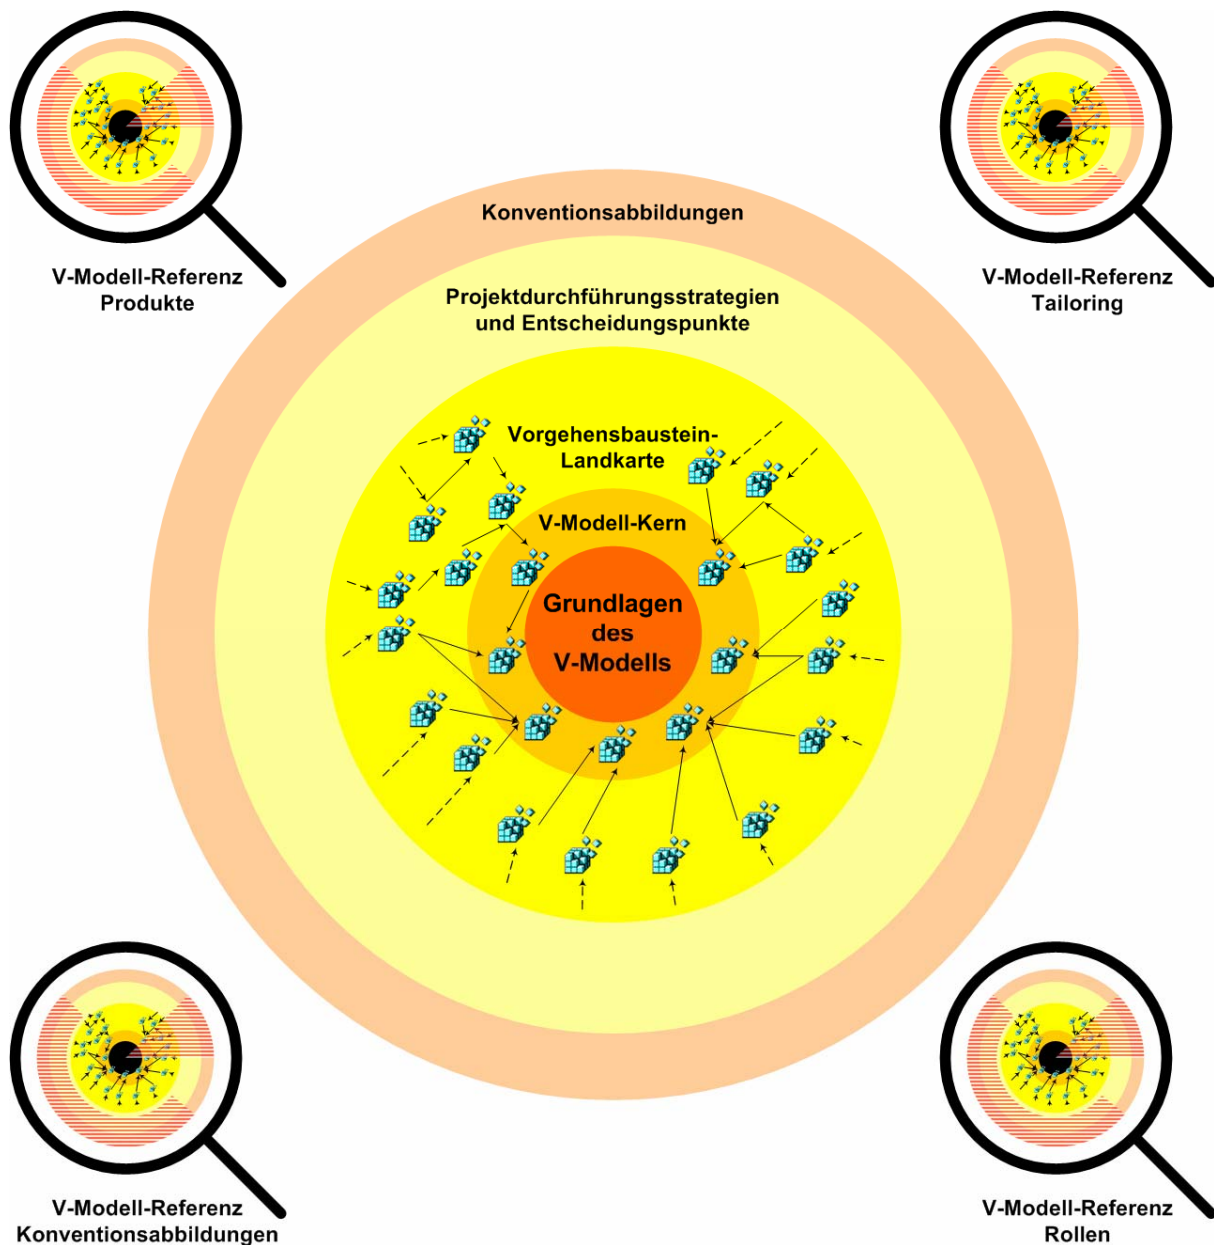 V-Modell-Referenz
Produkte
V-Modell-Referenz
Tailoring
Konventionsabbildungen
Projektdurchführungsstrategien
und Entscheidungspunkte
Vorgehensbaustein-
Landkarte
V-Modell-Kern
Grundlagen
des
V-Modells
V-Modell-Referenz
Konventionsabbildungen
V-Modell-Referenz
Rollen